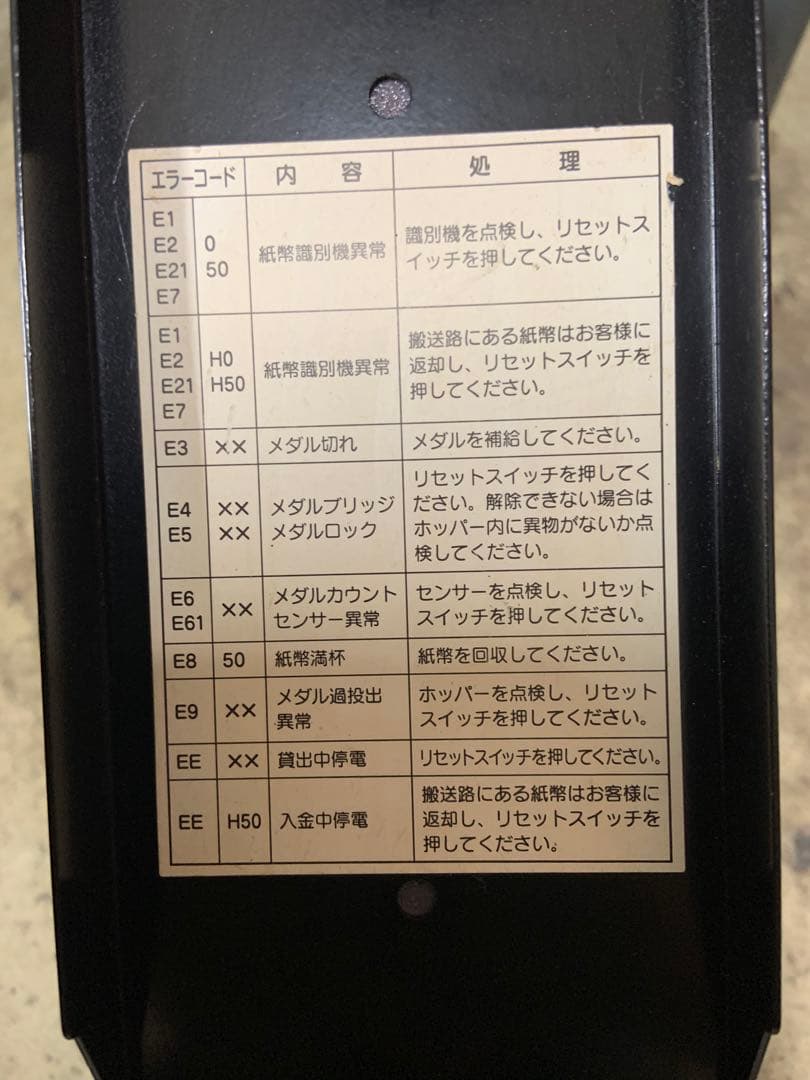 エラーコード 内容 処理
E1
E2 0
E21 50
E7
紙幣識別機異常
識別機を点検し、リセットス
イッチを押してください。
E1
E2 H0
E21 H50
E7
紙幣識別機異常
搬送路にある紙幣はお客様に
返却し、リセットスイッチを
押してください。
E3 ×× メダル切れ メダルを補給してください。
E4 ×× メダルブリッジ
E5 ×× メダルロック
リセットスイッチを押してく
ださい。解除できない場合は
ホッパー内に異物がないか点
検してください。
E6
E61
××
メダルカウント
センサー異常
センサーを点検し、リセット
スイッチを押してください。
E8 50 紙幣満杯 紙幣を回収してください。
E9 ××
メダル過投出
異常
ホッパーを点検し、リセット
スイッチを押してください。
EE ×× 貸出中停電 リセットスイッチを押してください。
EE H50 入金中停電
搬送路にある紙幣はお客様に
返却し、リセットスイッチを
押してください。